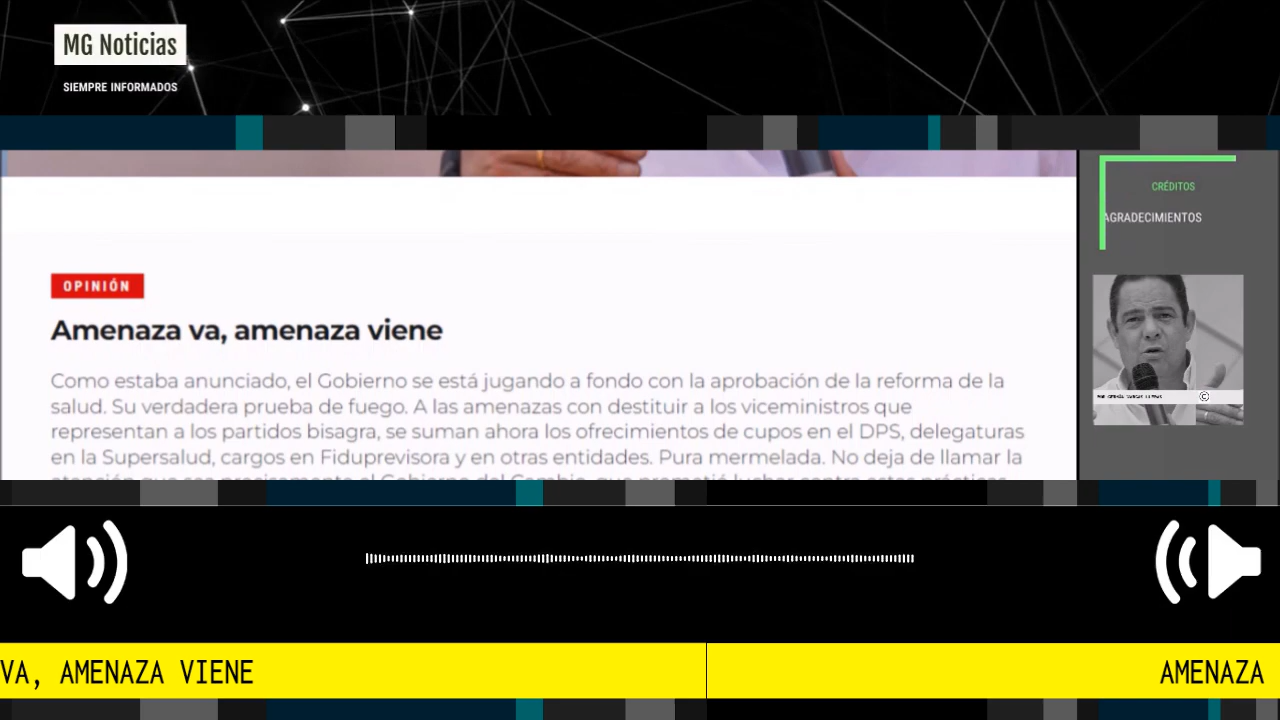 MG Noticias
SIEMPRE INFORMADOS
CRÉDITOS
AGRADECIMIENTOS
OPINIÓN
Amenaza va, amenaza viene
Como estaba anunciado, el Gobierno se está jugando a fondo con la aprobación de la reforma de la
salud. Su verdadera prueba de fuego. A las amenazas con destituir a los viceministros que
representan a los partidos bisagra, se suman ahora los ofrecimientos de cupos en el DPS, delegaturas
en la Supersalud, cargos en Fiduprevisora y en otras entidades. Pura mermelada. No deja de llamar la
©
VA, AMENAZA VIENE
AMENAZA